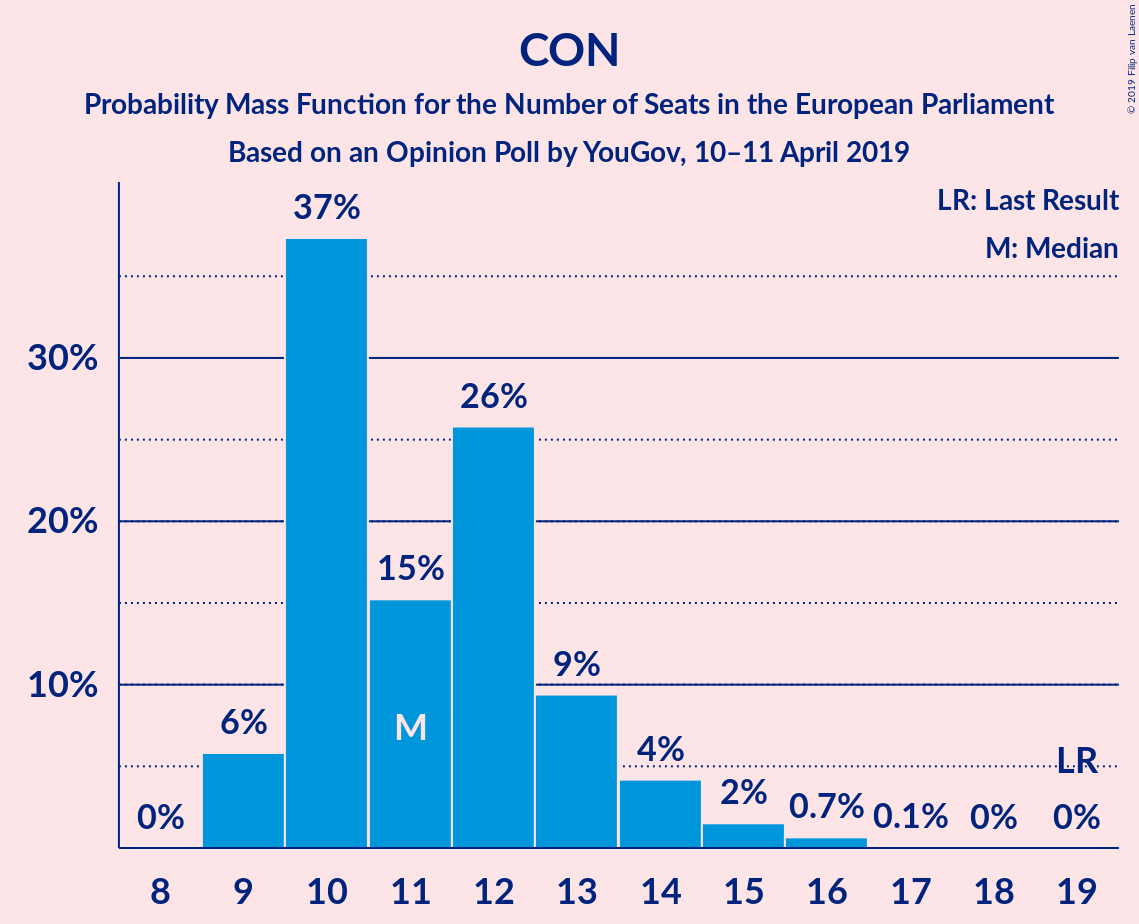 CON
Probability Mass Function for the Number of Seats in the European Parliament
Based on an Opinion Poll by YouGov, 10–11 April 2019
© 2019 Filip van Laenen
LR: Last Result
M: Median
37%
30%
26%
20%
15%
10%
9%
6%
M
4%
LR
2%
0%
0.7%
0.1%
0%
0%
8 9 10 11 12 13 14 15 16 17 18 19